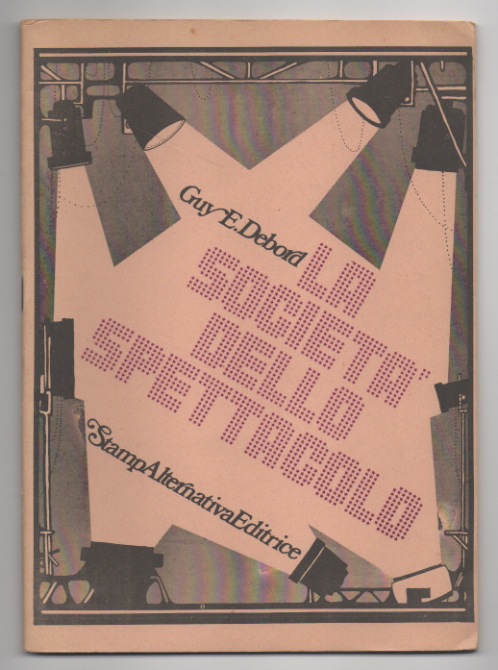 Guy E. Debord
LA
SOCIETA'
DELLO
SPETTACOLO
StampAlternativaEditrice